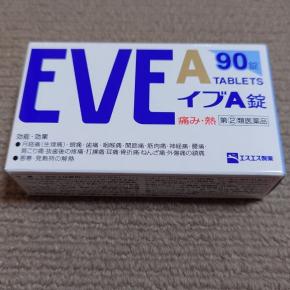 EVE A 90錠
TABLETS
イブA錠
痛み・熱 第②類医薬品
効能・効果
●月経痛(生理痛)・頭痛・歯痛・咽喉痛・関節痛・筋肉痛・神経痛・腰痛・
肩こり痛・抜歯後の疼痛・打撲痛・耳痛・骨折痛・ねんざ痛・外傷痛の鎮痛
●悪寒・発熱時の解熱
エスエス製薬